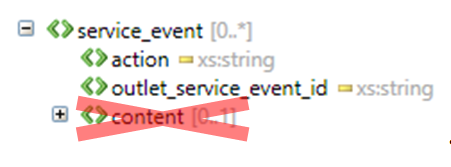 service_event [0..*]
action xs:string
outlet_service_event_id xs:string
content [0..1]